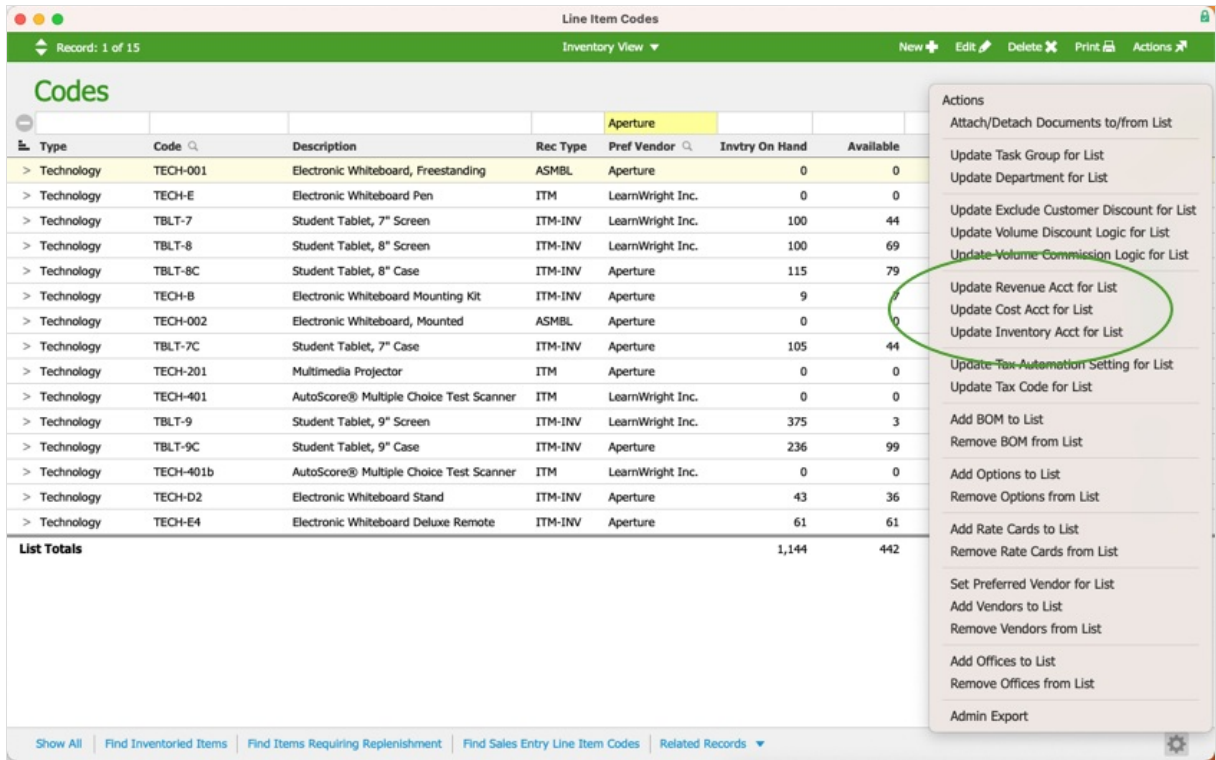 Line Item Codes
Record: 1 of 15 Inventory View ▼ New Edit Delete Print Actions
Codes
Aperture
Type Code Description Rec Type Pref Vendor Invtry On Hand Available
> Technology TECH-001 Electronic Whiteboard, Freestanding ASMBL Aperture 0 0
> Technology TECH-E Electronic Whiteboard Pen ITM LearnWright Inc. 0 0
> Technology TBLT-7 Student Tablet, 7" Screen ITM-INV LearnWright Inc. 100 44
> Technology TBLT-8 Student Tablet, 8" Screen ITM-INV LearnWright Inc. 100 69
> Technology TBLT-8C Student Tablet, 8" Case ITM-INV Aperture 115 79
> Technology TECH-B Electronic Whiteboard Mounting Kit ITM-INV Aperture 9 7
> Technology TECH-002 Electronic Whiteboard, Mounted ASMBL Aperture 0 0
> Technology TBLT-7C Student Tablet, 7" Case ITM-INV Aperture 105 44
> Technology TECH-201 Multimedia Projector ITM Aperture 0 0
> Technology TECH-401 AutoScore® Multiple Choice Test Scanner ITM LearnWright Inc. 0 0
> Technology TBLT-9 Student Tablet, 9" Screen ITM-INV LearnWright Inc. 375 3
> Technology TBLT-9C Student Tablet, 9" Case ITM-INV Aperture 236 99
> Technology TECH-401b AutoScore® Multiple Choice Test Scanner ITM LearnWright Inc. 0 0
> Technology TECH-D2 Electronic Whiteboard Stand ITM-INV Aperture 43 36
> Technology TECH-E4 Electronic Whiteboard Deluxe Remote ITM-INV Aperture 61 61
List Totals 1,144 442
Actions
Attach/Detach Documents to/from List
Update Task Group for List
Update Department for List
Update Exclude Customer Discount for List
Update Volume Discount Logic for List
Update Volume Commission Logic for List
Update Revenue Acct for List
Update Cost Acct for List
Update Inventory Acct for List
Update Tax Automation Setting for List
Update Tax Code for List
Add BOM to List
Remove BOM from List
Add Options to List
Remove Options from List
Add Rate Cards to List
Remove Rate Cards from List
Set Preferred Vendor for List
Add Vendors to List
Remove Vendors from List
Add Offices to List
Remove Offices from List
Admin Export
Show All Find Inventoried Items Find Items Requiring Replenishment Find Sales Entry Line Item Codes Related Records ▼